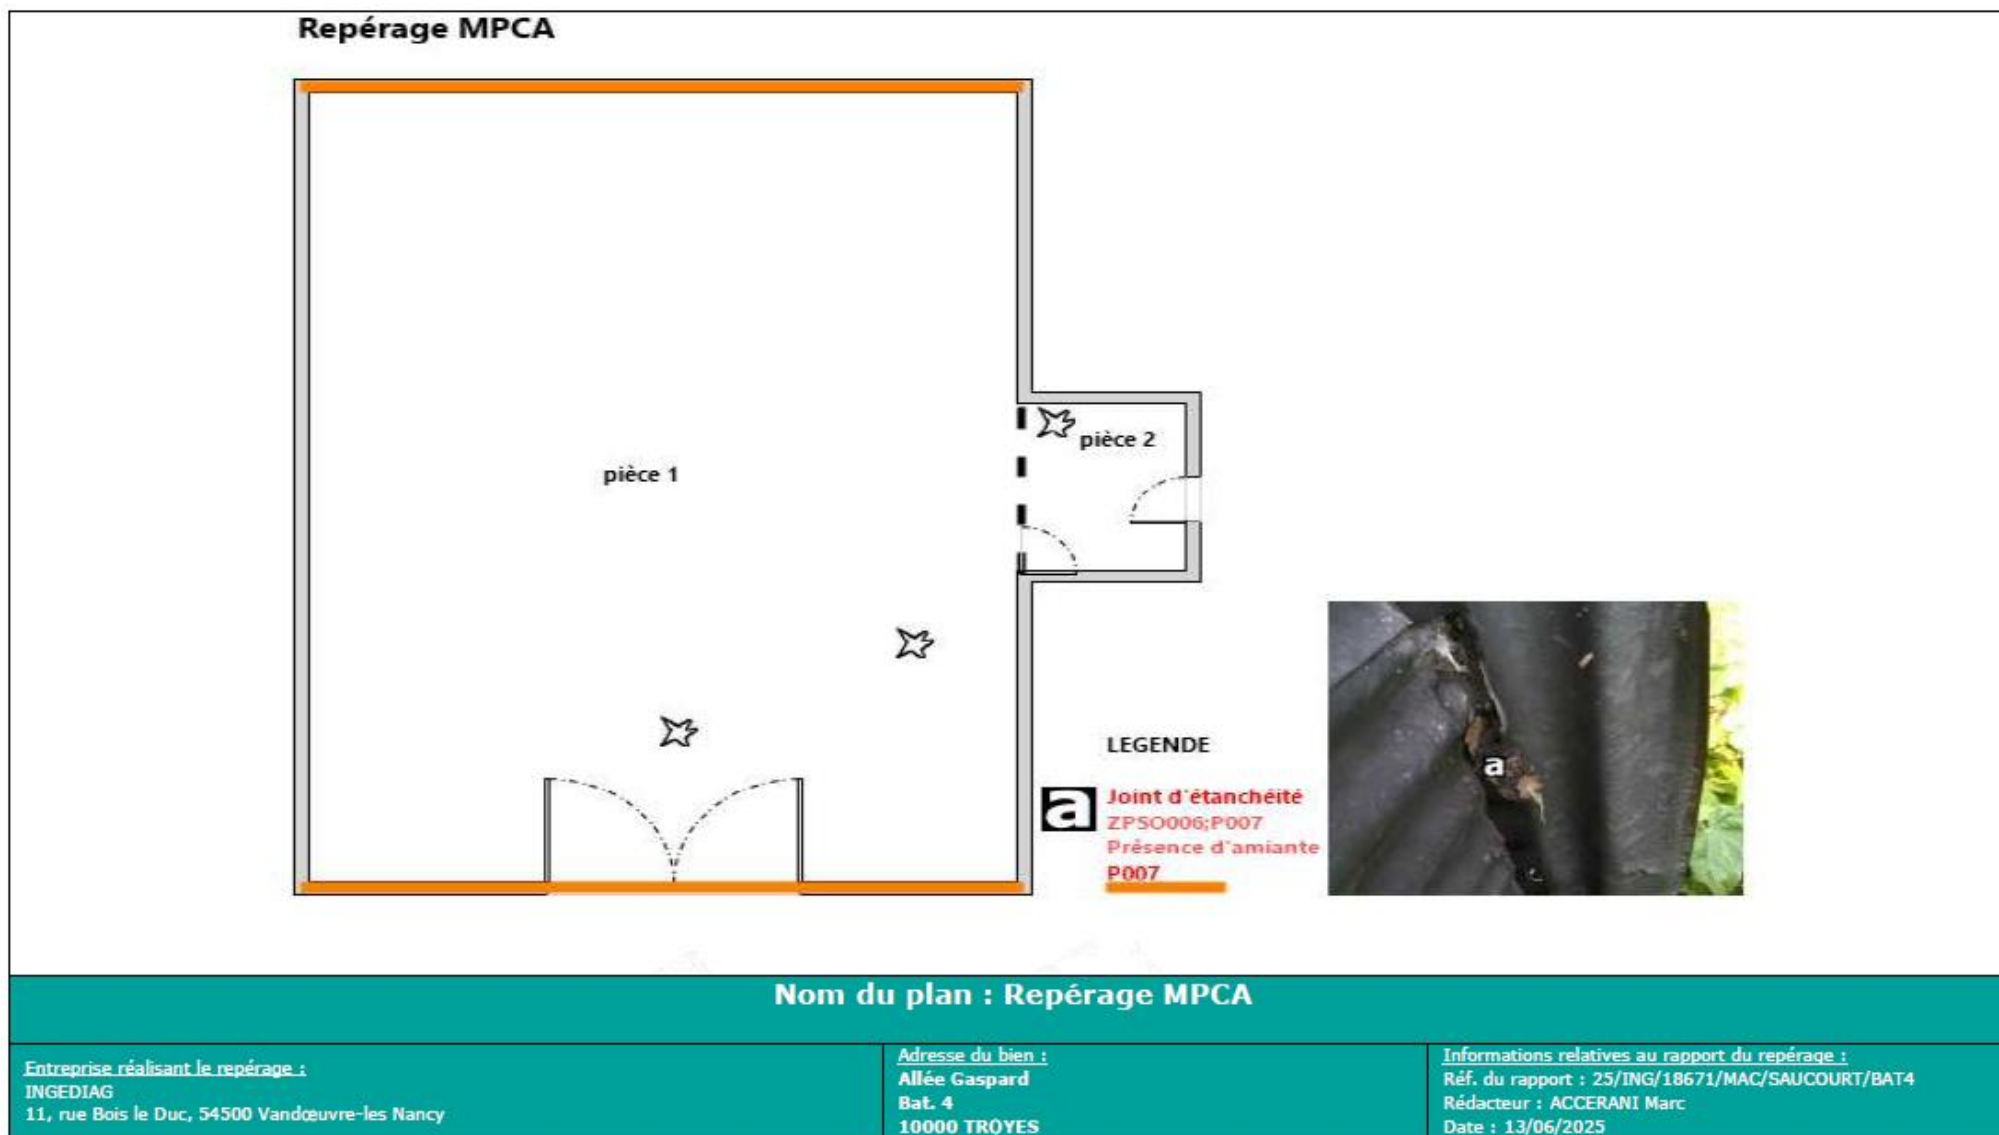 Repérage MPCA
pièce 2
pièce 1
LEGENDE
a
Joint d'étanchéité
ZPSO006;P007
Présence d'amiante
P007
a
Nom du plan : Repérage MPCA
Entreprise réalisant le repérage :
INGEDIAG
11, rue Bois le Duc, 54500 Vandœuvre-les Nancy
Adresse du bien :
Allée Gaspard
Bat. 4
10000 TROYES
Informations relatives au rapport du repérage :
Réf. du rapport : 25/ING/18671/MAC/SAUCOURT/BAT4
Rédacteur : ACCERANI Marc
Date : 13/06/2025